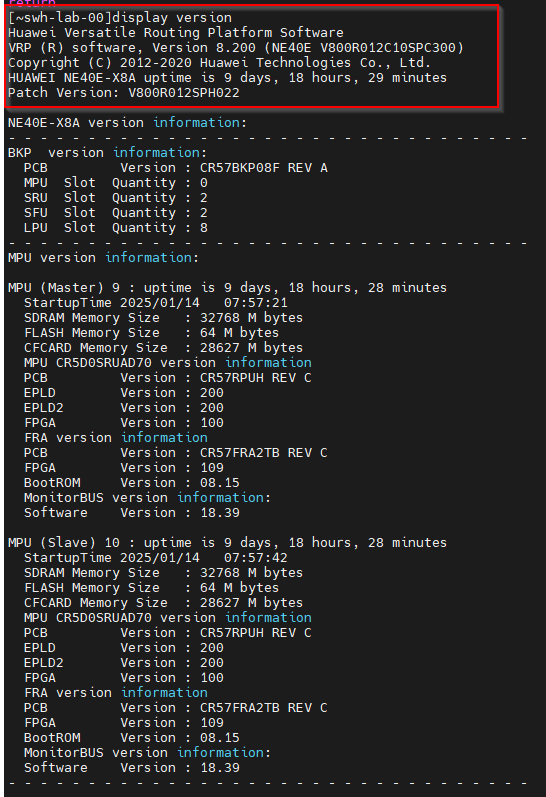 return
[~swh-lab-00]display version
Huawei Versatile Routing Platform Software
VRP (R) software, Version 8.200 (NE40E V800R012C10SPC300)
Copyright (C) 2012-2020 Huawei Technologies Co., Ltd.
HUAWEI NE40E-X8A uptime is 9 days, 18 hours, 29 minutes
Patch Version: V800R012SPH022
NE40E-X8A version information:
- - - - - - - - - - - - - - - - - - - - - - - - - - - - - - - - -
BKP  version information:
  PCB         Version : CR57BKP08F REV A
  MPU  Slot  Quantity : 0
  SRU  Slot  Quantity : 2
  SFU  Slot  Quantity : 2
  LPU  Slot  Quantity : 8
- - - - - - - - - - - - - - - - - - - - - - - - - - - - - - - - -
MPU version information:
MPU (Master) 9 : uptime is 9 days, 18 hours, 28 minutes
  StartupTime 2025/01/14   07:57:21
  SDRAM Memory Size   : 32768 M bytes
  FLASH Memory Size   : 64 M bytes
  CFCARD Memory Size  : 28627 M bytes
  MPU CR5D0SRUAD70 version information
  PCB         Version : CR57RPUH REV C
  EPLD        Version : 200
  EPLD2       Version : 200
  FPGA        Version : 100
  FRA version information
  PCB         Version : CR57FRA2TB REV C
  FPGA        Version : 109
  BootROM     Version : 08.15
  MonitorBUS version information:
  Software    Version : 18.39
MPU (Slave) 10 : uptime is 9 days, 18 hours, 28 minutes
  StartupTime 2025/01/14   07:57:42
  SDRAM Memory Size   : 32768 M bytes
  FLASH Memory Size   : 64 M bytes
  CFCARD Memory Size  : 28627 M bytes
  MPU CR5D0SRUAD70 version information
  PCB         Version : CR57RPUH REV C
  EPLD        Version : 200
  EPLD2       Version : 200
  FPGA        Version : 100
  FRA version information
  PCB         Version : CR57FRA2TB REV C
  FPGA        Version : 109
  BootROM     Version : 08.15
  MonitorBUS version information:
  Software    Version : 18.39
- - - - - - - - - - - - - - - - - - - - - - - - - - - - - - - - -